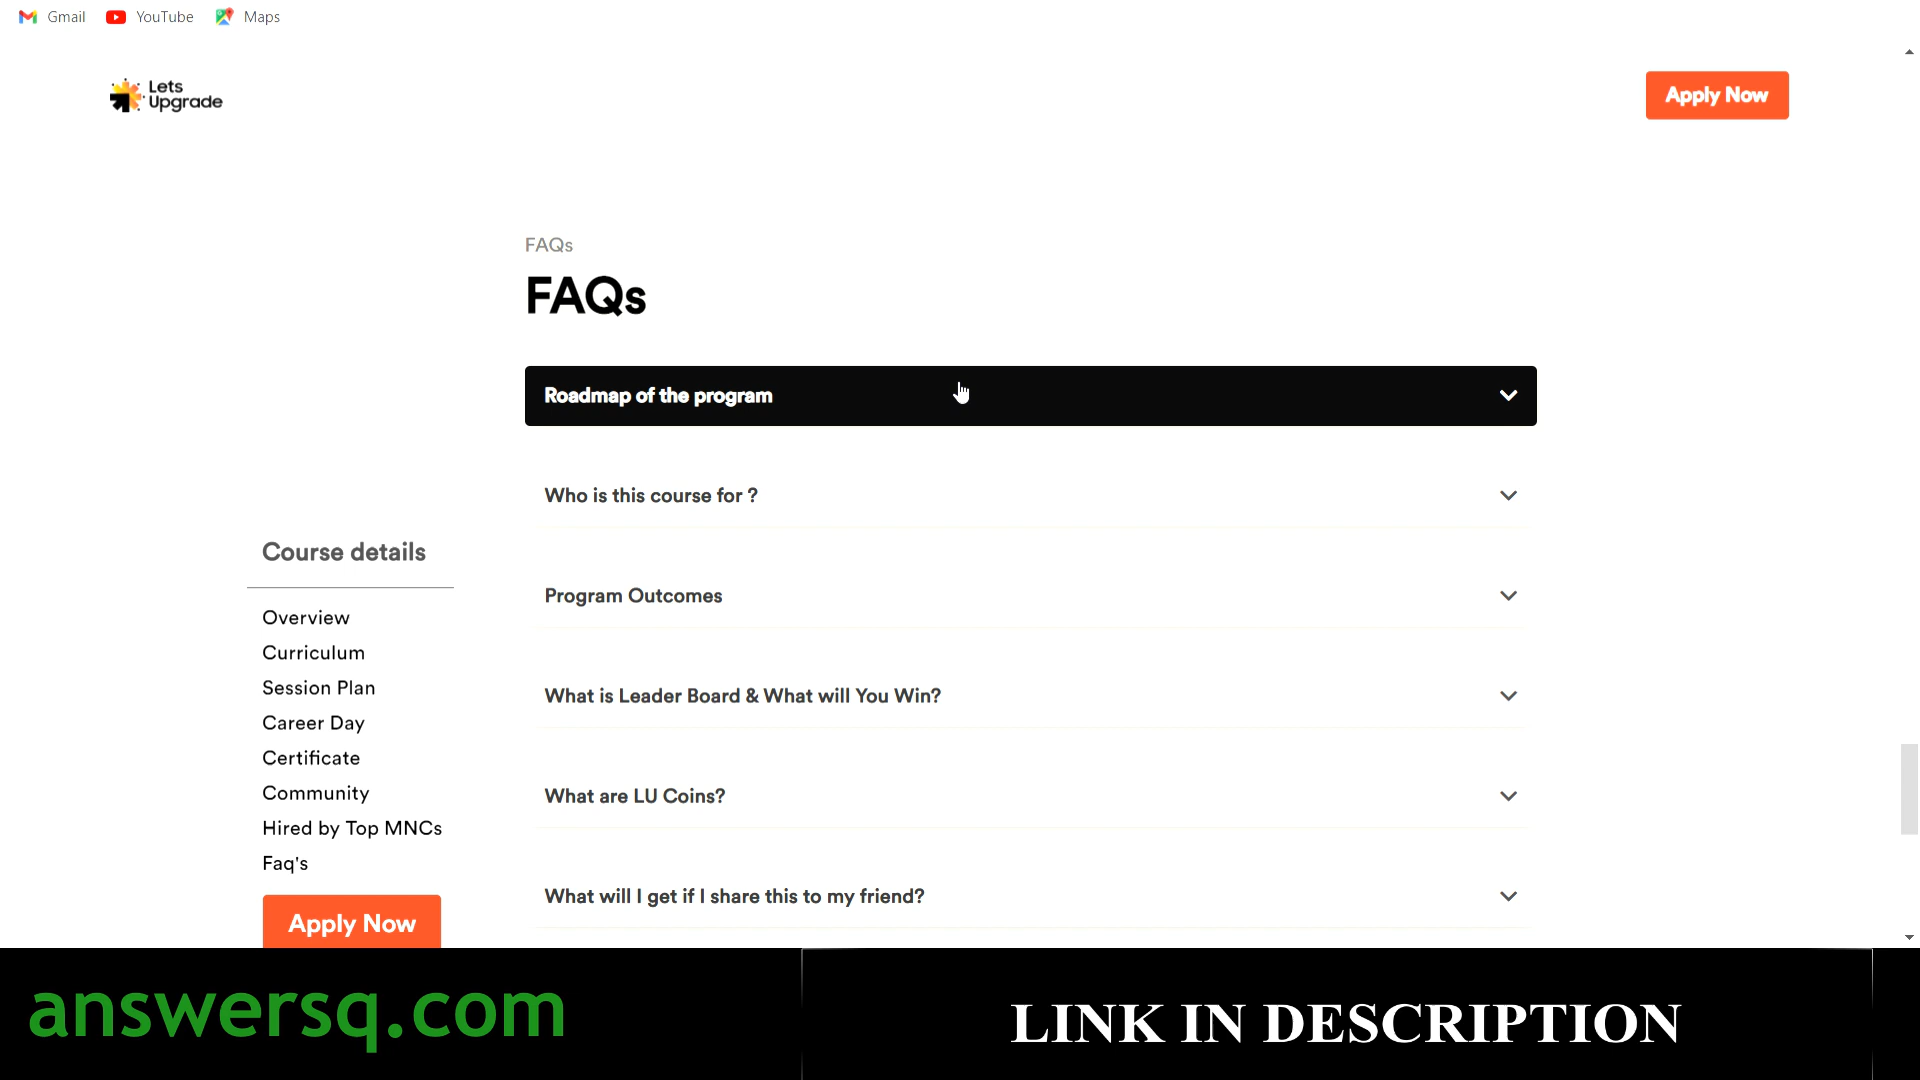 Gmail YouTube Maps
Lets
Upgrade
Apply Now
FAQs
FAQs
Roadmap of the program
Who is this course for ?
Program Outcomes
What is Leader Board & What will You Win?
What are LU Coins?
What will I get if I share this to my friend?
Course details
Overview
Curriculum
Session Plan
Career Day
Certificate
Community
Hired by Top MNCs
Faq's
Apply Now
answersq.com
LINK IN DESCRIPTION